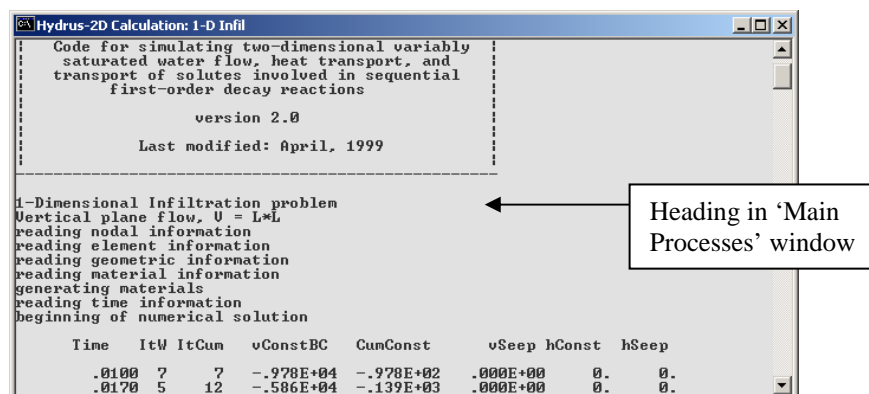 Hydrus-2D Calculation: 1-D Infil
Code for simulating two-dimensional variably
saturated water flow, heat transport, and
transport of solutes involved in sequential
first-order decay reactions
version 2.0
Last modified: April, 1999
1-Dimensional Infiltration problem
Vertical plane flow, V = L*L
reading nodal information
reading element information
reading geometric information
reading material information
generating materials
reading time information
beginning of numerical solution
Time ItW ItCum vConstBC CumConst vSeep hConst hSeep
.0100 7 7 -.978E+04 -.978E+02 .000E+00 0. 0.
.0170 5 12 -.586E+04 -.139E+03 .000E+00 0. 0.
Heading in ‘Main
Processes’ window